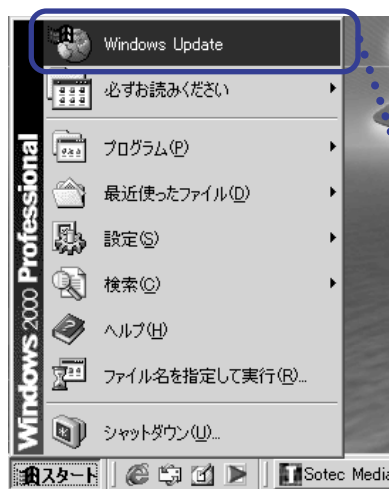 Windows Update
必ずお読みください
プログラム(P)
最近使ったファイル(D)
設定(S)
検索(C)
ヘルプ(H)
ファイル名を指定して実行(R)...
シャットダウン(U)...
Windows 2000 Professional
スタート
Sotec Media